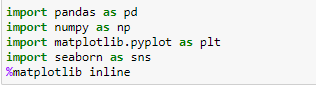 import pandas as pd
import numpy as np
import matplotlib.pyplot as plt
import seaborn as sns
%matplotlib inline